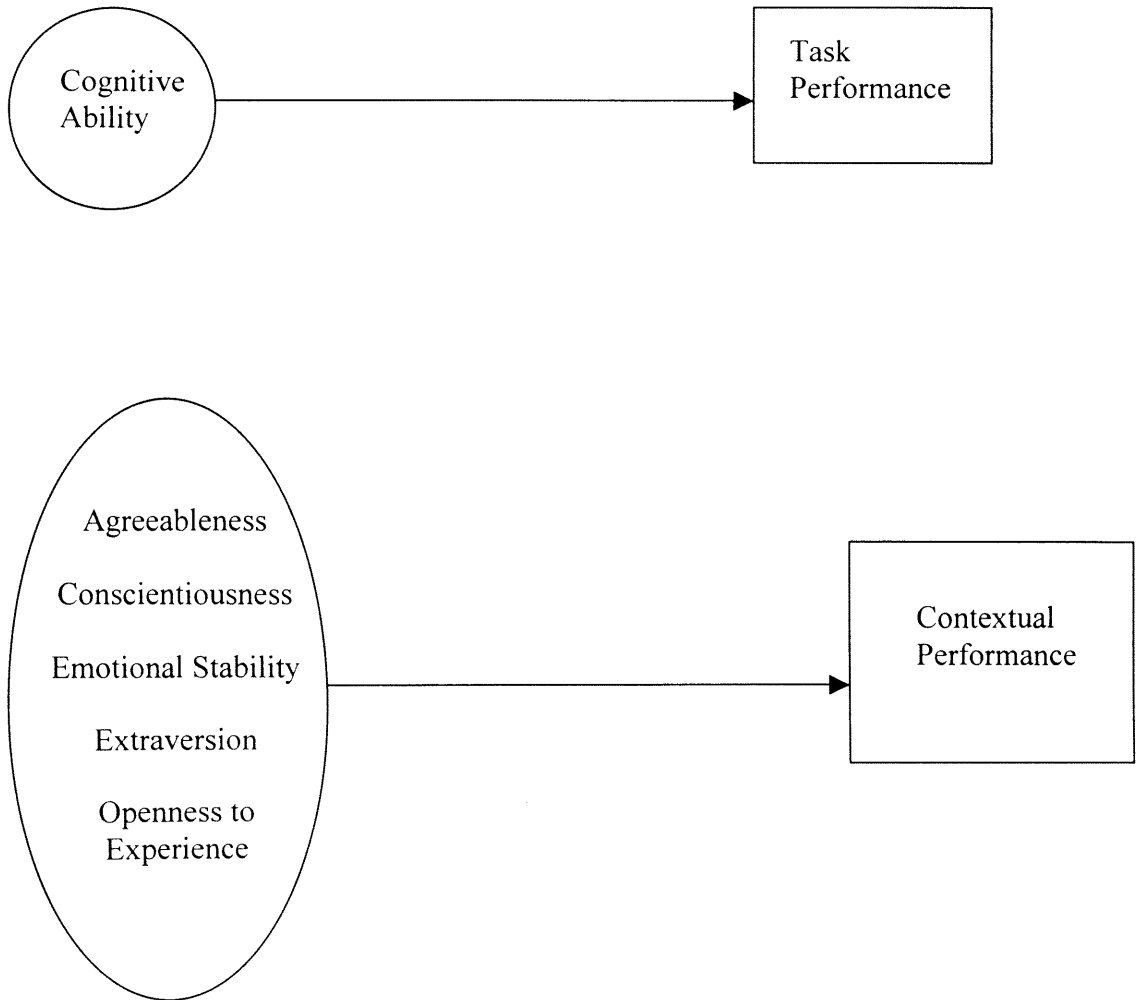 Cognitive
Ability
Task
Performance
Agreeableness
Conscientiousness
Emotional Stability
Extraversion
Openness to
Experience
Contextual
Performance